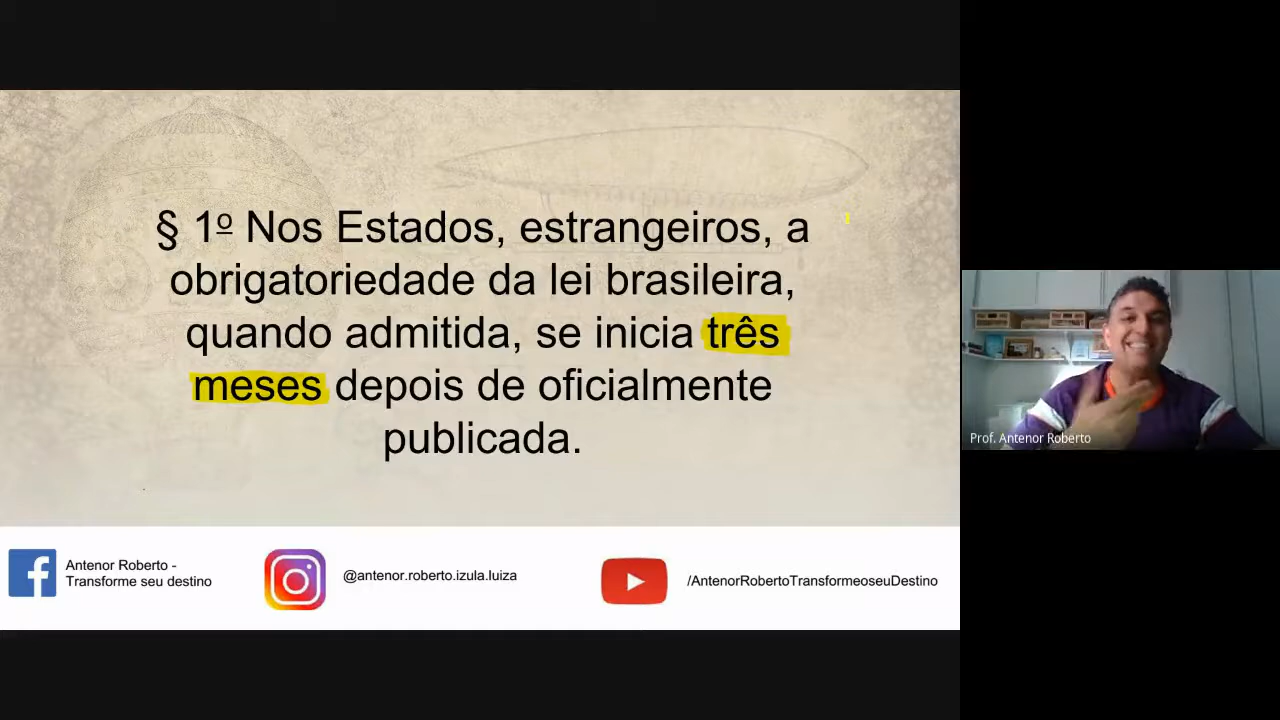 § 1º Nos Estados, estrangeiros, a
obrigatoriedade da lei brasileira,
quando admitida, se inicia três
meses depois de oficialmente
publicada.
Prof. Antenor Roberto
Antenor Roberto -
Transforme seu destino
@antenor.roberto.izula.luiza
/AntenorRobertoTransformeoseuDestino